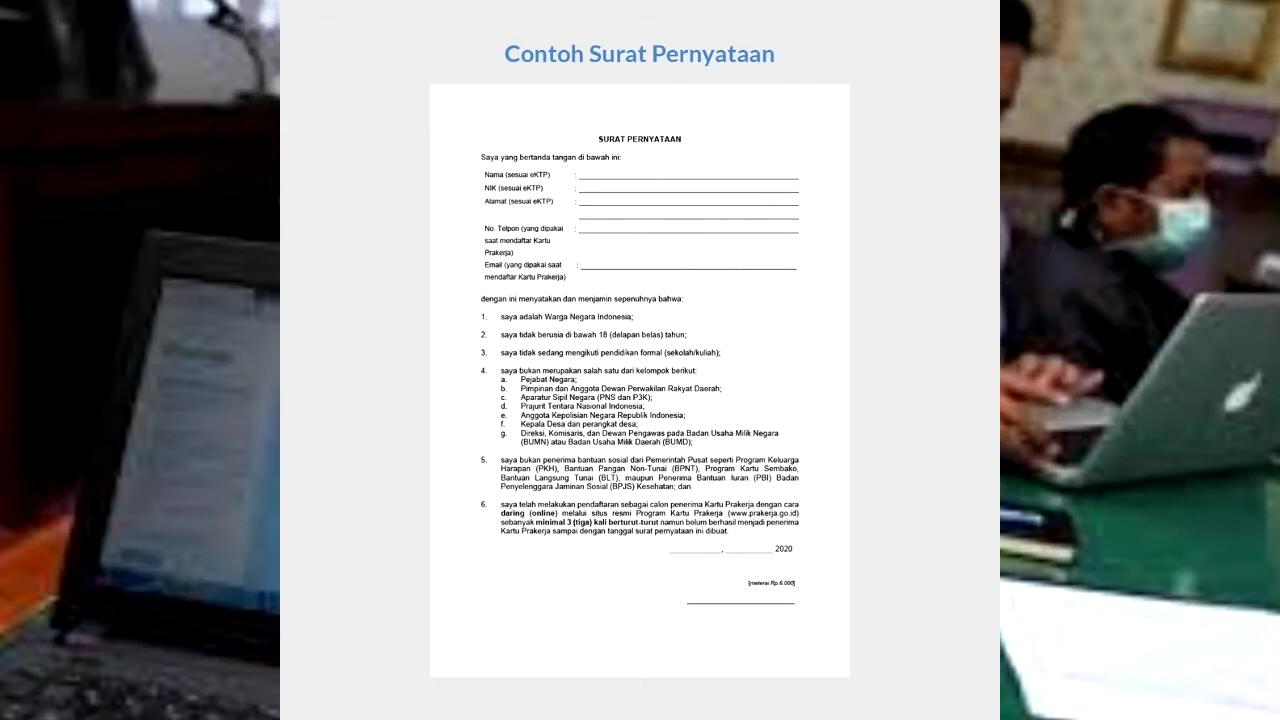 Contoh Surat Pernyataan
SURAT PERNYATAAN
Saya yang bertanda tangan di bawah ini:
Nama (sesuai eKTP) : ____
NIK (sesuai eKTP) : ____
Alamat (sesuai eKTP) : ____
No. Telpon (yang dipakai : ____
saat mendaftar Kartu
Prakerja)
Email (yang dipakai saat : ____
mendaftar Kartu Prakerja)
dengan ini menyatakan dan menjamin sepenuhnya bahwa:
1. saya adalah Warga Negara Indonesia;
2. saya tidak berusia di bawah 18 (delapan belas) tahun;
3. saya tidak sedang mengikuti pendidikan formal (sekolah/kuliah);
4. saya bukan merupakan salah satu dari kelompok berikut:
a. Pejabat Negara;
b. Pimpinan dan Anggota Dewan Perwakilan Rakyat Daerah;
c. Aparatur Sipil Negara (PNS dan P3K);
d. Prajurit Tentara Nasional Indonesia;
e. Anggota Kepolisian Negara Republik Indonesia;
f. Kepala Desa dan perangkat desa;
g. Direksi, Komisaris, dan Dewan Pengawas pada Badan Usaha Milik Negara
(BUMN) atau Badan Usaha Milik Daerah (BUMD);
5. saya bukan penerima bantuan sosial dari Pemerintah Pusat seperti Program Keluarga
Harapan (PKH), Bantuan Pangan Non-Tunai (BPNT), Program Kartu Sembako,
Bantuan Langsung Tunai (BLT), maupun Penerima Bantuan Iuran (PBI) Badan
Penyelenggara Jaminan Sosial (BPJS) Kesehatan; dan
6. saya telah melakukan pendaftaran sebagai calon penerima Kartu Prakerja dengan cara
daring (online) melalui situs resmi Program Kartu Prakerja (www.prakerja.go.id)
sebanyak minimal 3 (tiga) kali berturut-turut namun belum berhasil menjadi penerima
Kartu Prakerja sampai dengan tanggal surat pernyataan ini dibuat.
____, ____ 2020
[meterai Rp.6.000]